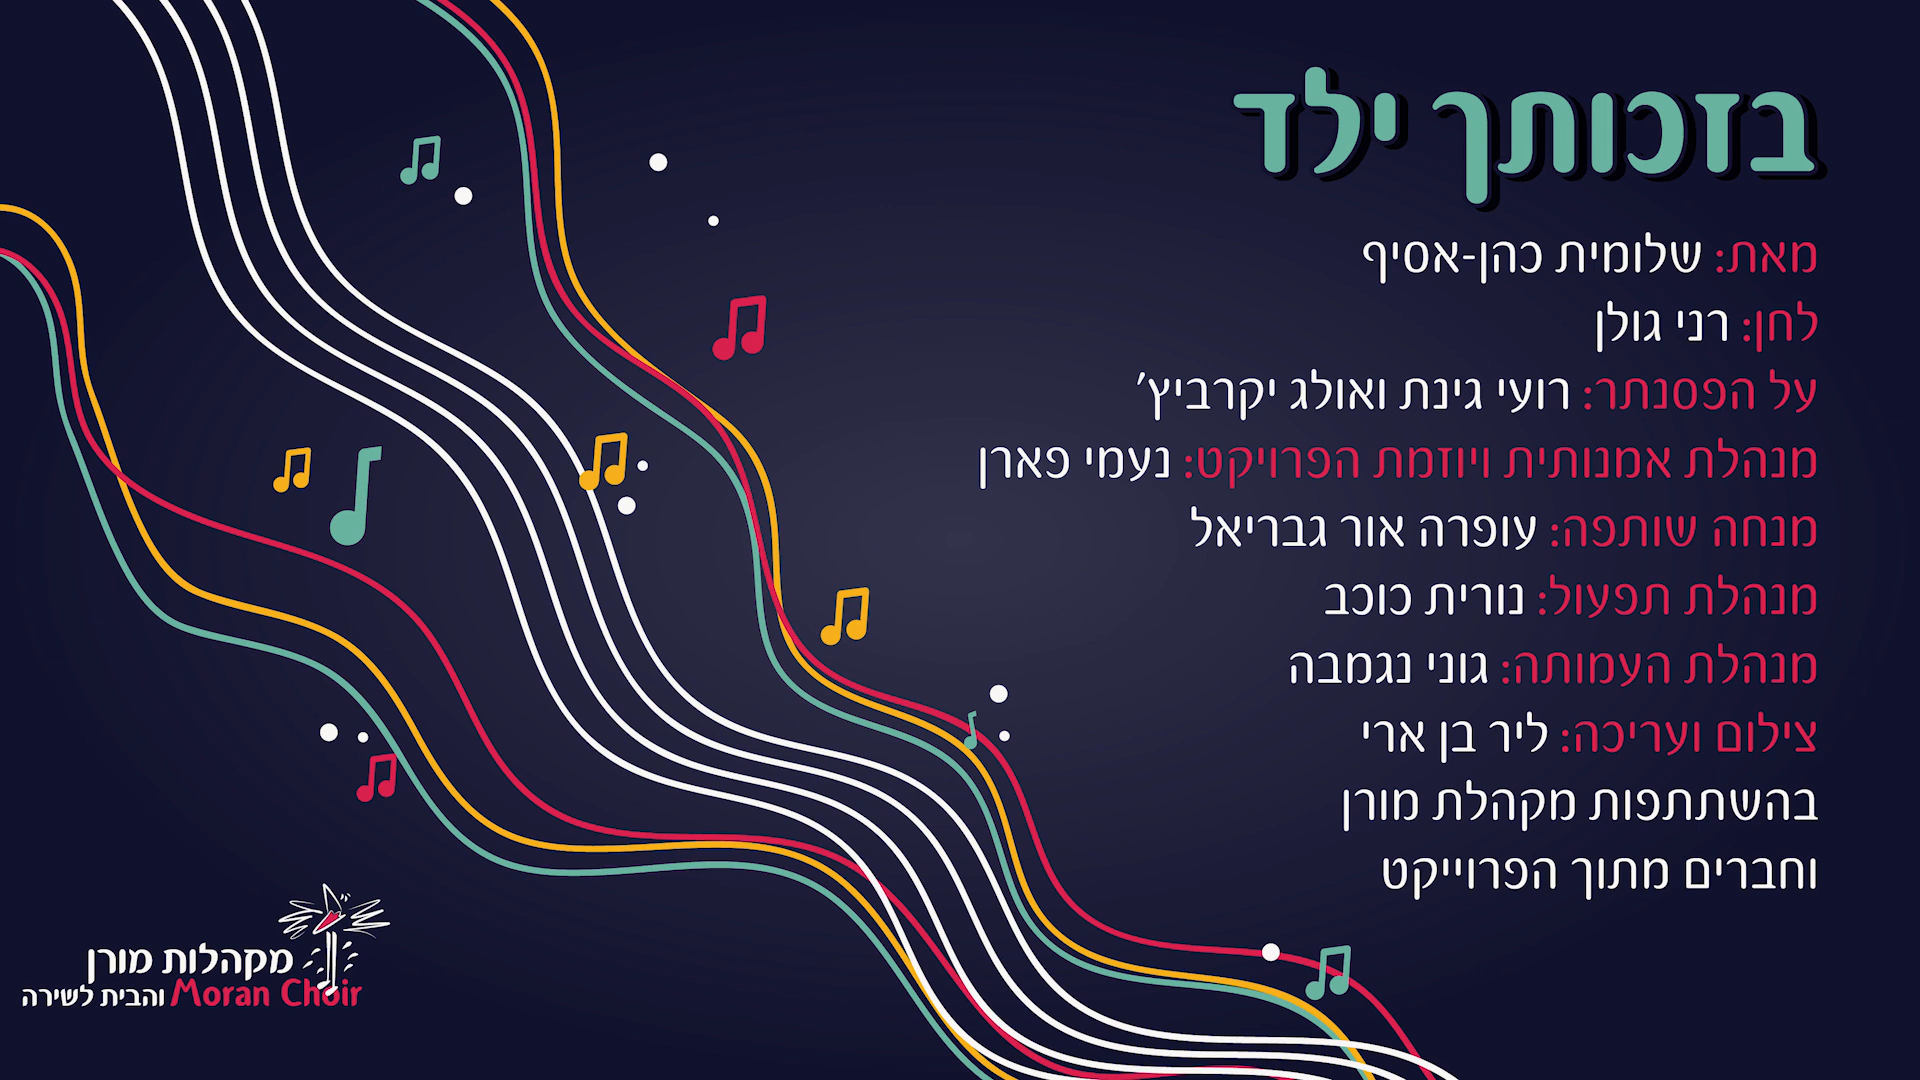 בזכותך ילד
מאת: שלומית כהן-אסיף
לחן: רני גולן
על הפסנתר: רועי גינת ואולג יקרביץ'
מנהלת אמנותית ויוזמת הפרויקט: נעמי פארן
מנחה שותפה: עופרה אור גבריאל
מנהלת תפעול: נורית כוכב
מנהלת העמותה: גוני נגמבה
צילום ועריכה: ליר בן ארי
בהשתתפות מקהלת מורן
וחברים מתוך הפרוייקט
מקהלות מורן
Moran Choir והבית לשירה